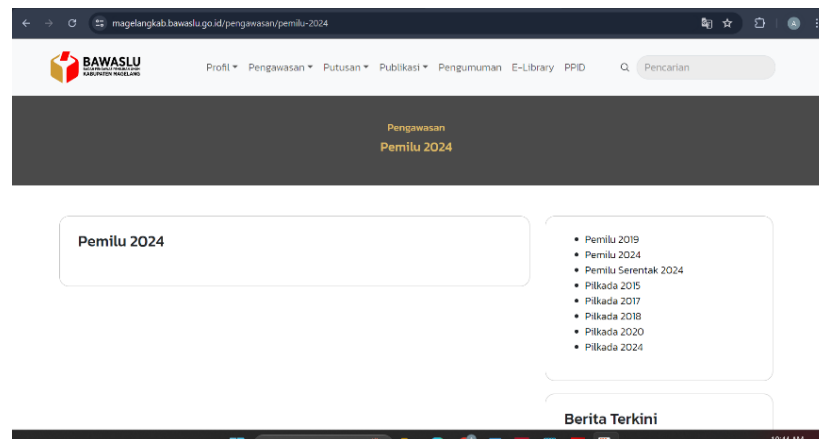 magelangkab.bawaslu.go.id/pengawasan/pemilu-2024
BAWASLU
KABUPATEN MAGELANG
Profil Pengawasan Putusan Publikasi Pengumuman E-Library PPID Pencarian
Pengawasan
Pemilu 2024
Pemilu 2024
Pemilu 2019
Pemilu 2024
Pemilu Serentak 2024
Pilkada 2015
Pilkada 2017
Pilkada 2018
Pilkada 2020
Pilkada 2024
Berita Terkini